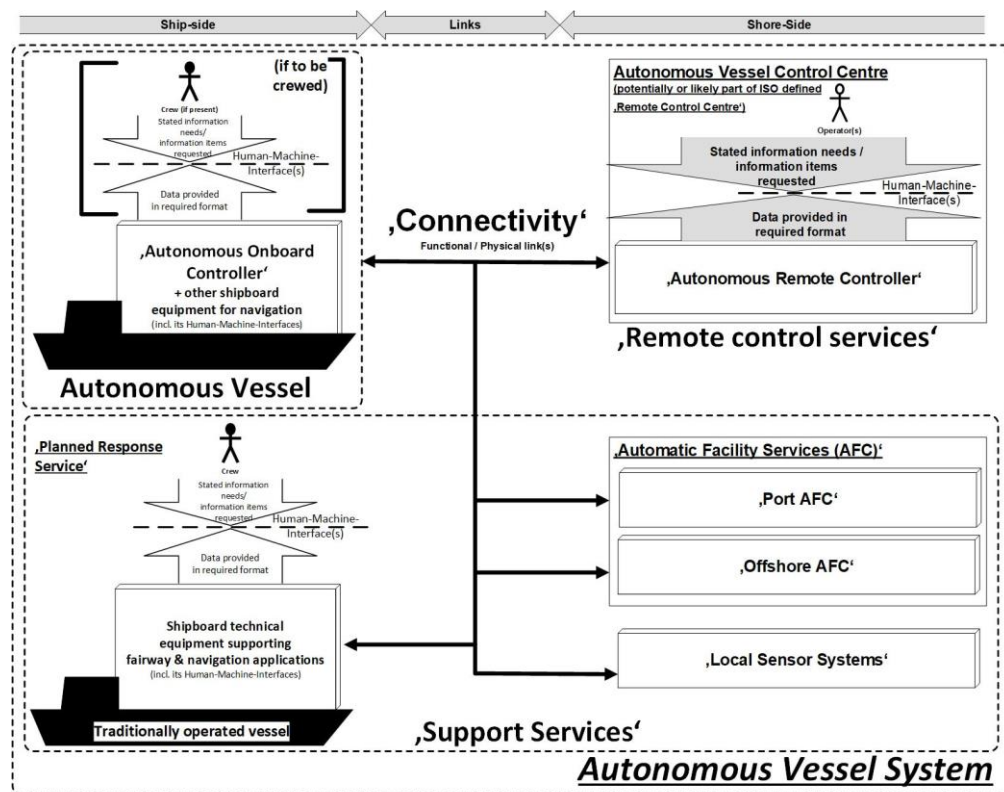 Ship-side
Links
Shore-Side
(if to be
crewed)
Crew (if present)
Stated information
needs/
information items
requested
Human-Machine-
Interface(s)
Data provided
in required format
‚Autonomous Onboard
Controller‘
+ other shipboard
equipment for navigation
(incl. its Human-Machine-Interfaces)
Autonomous Vessel
‚Connectivity‘
Functional / Physical link(s)
Autonomous Vessel Control Centre
(potentially or likely part of ISO defined
‚Remote Control Centre‘)
Operator(s)
Stated information needs /
information items
requested
Human-Machine-
Interface(s)
Data provided in
required format
‚Autonomous Remote Controller‘
‚Remote control services‘
‚Planned Response
Service‘
Crew
Stated information
needs/
information items
requested
Human-Machine-
Interface(s)
Data provided
in required format
Shipboard technical
equipment supporting
fairway & navigation applications
(incl. its Human-Machine-Interfaces)
Traditionally operated vessel
‚Automatic Facility Services (AFC)‘
‚Port AFC‘
‚Offshore AFC‘
‚Local Sensor Systems‘
‚Support Services‘
Autonomous Vessel System